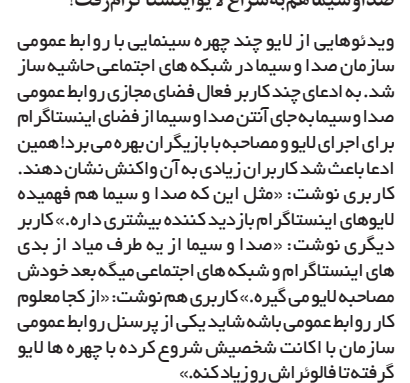 صداوسیما هم به سراغ لایو اینستاگرام رفت!
ویدئوهایی از لایو چند چهره سینمایی با روابط عمومی
سازمان صدا و سیما در شبکه های اجتماعی حاشیه ساز
شد. به ادعای چند کاربر فعال فضای مجازی روابط عمومی
صدا و سیما به جای آنتن صدا و سیما از فضای اینستاگرام
برای اجرای لایو و مصاحبه با بازیگران بهره می برد! همین
ادعا باعث شد کاربران زیادی به آن واکنش نشان دهند.
کاربری نوشت: «مثل این که صدا و سیما هم فهمیده
لایوهای اینستاگرام بازدید کننده بیشتری داره.» کاربر
دیگری نوشت: «صدا و سیما از یه طرف میاد از بدی
های اینستاگرام و شبکه های اجتماعی میگه بعد خودش
مصاحبه لایو می گیره.» کاربری هم نوشت: «از کجا معلوم
کار روابط عمومی باشه شاید یکی از پرسنل روابط عمومی
سازمان با اکانت شخصیش شروع کرده با چهره ها لایو
گرفته تا فالوئراش رو زیاد کنه.»